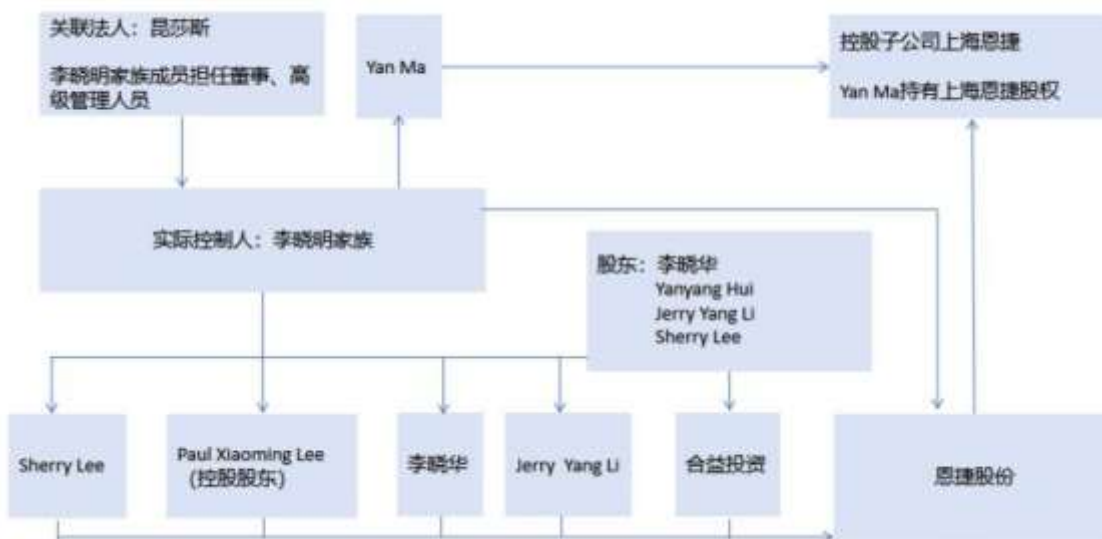 关联法人：昆莎斯
李晓明家族成员担任董事、高
级管理人员
Yan Ma
控股子公司上海恩捷
Yan Ma持有上海恩捷股权
实际控制人：李晓明家族
股东：李晓华
Yanyang Hui
Jerry Yang Li
Sherry Lee
Sherry Lee
Paul Xiaoming Lee
（控股股东）
李晓华
Jerry Yang Li
合益投资
恩捷股份